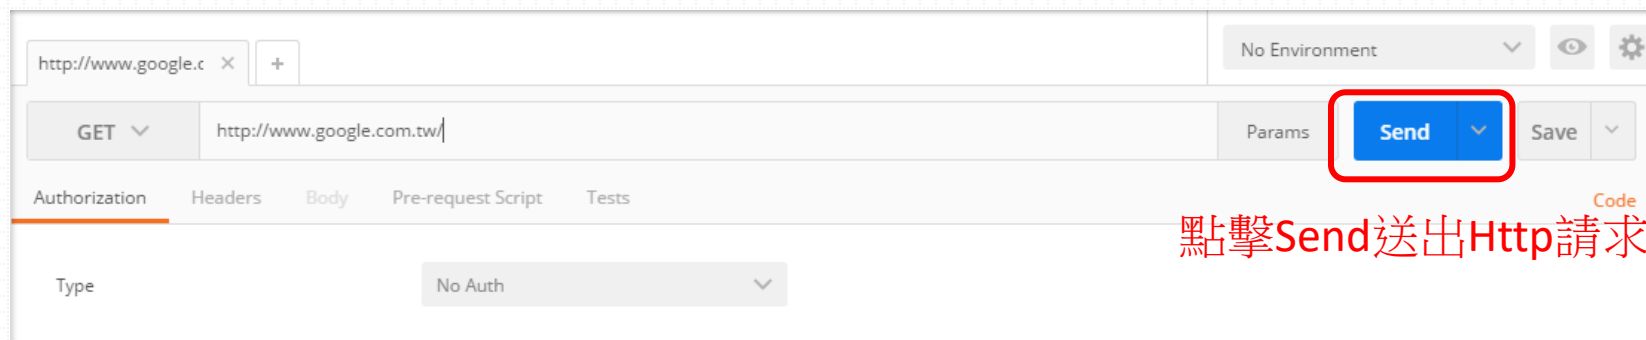 http://www.google.c × +
No Environment
GET http://www.google.com.tw/ Params Send Save
Authorization Headers Body Pre-request Script Tests Code
點擊Send送出Http請求
Type No Auth